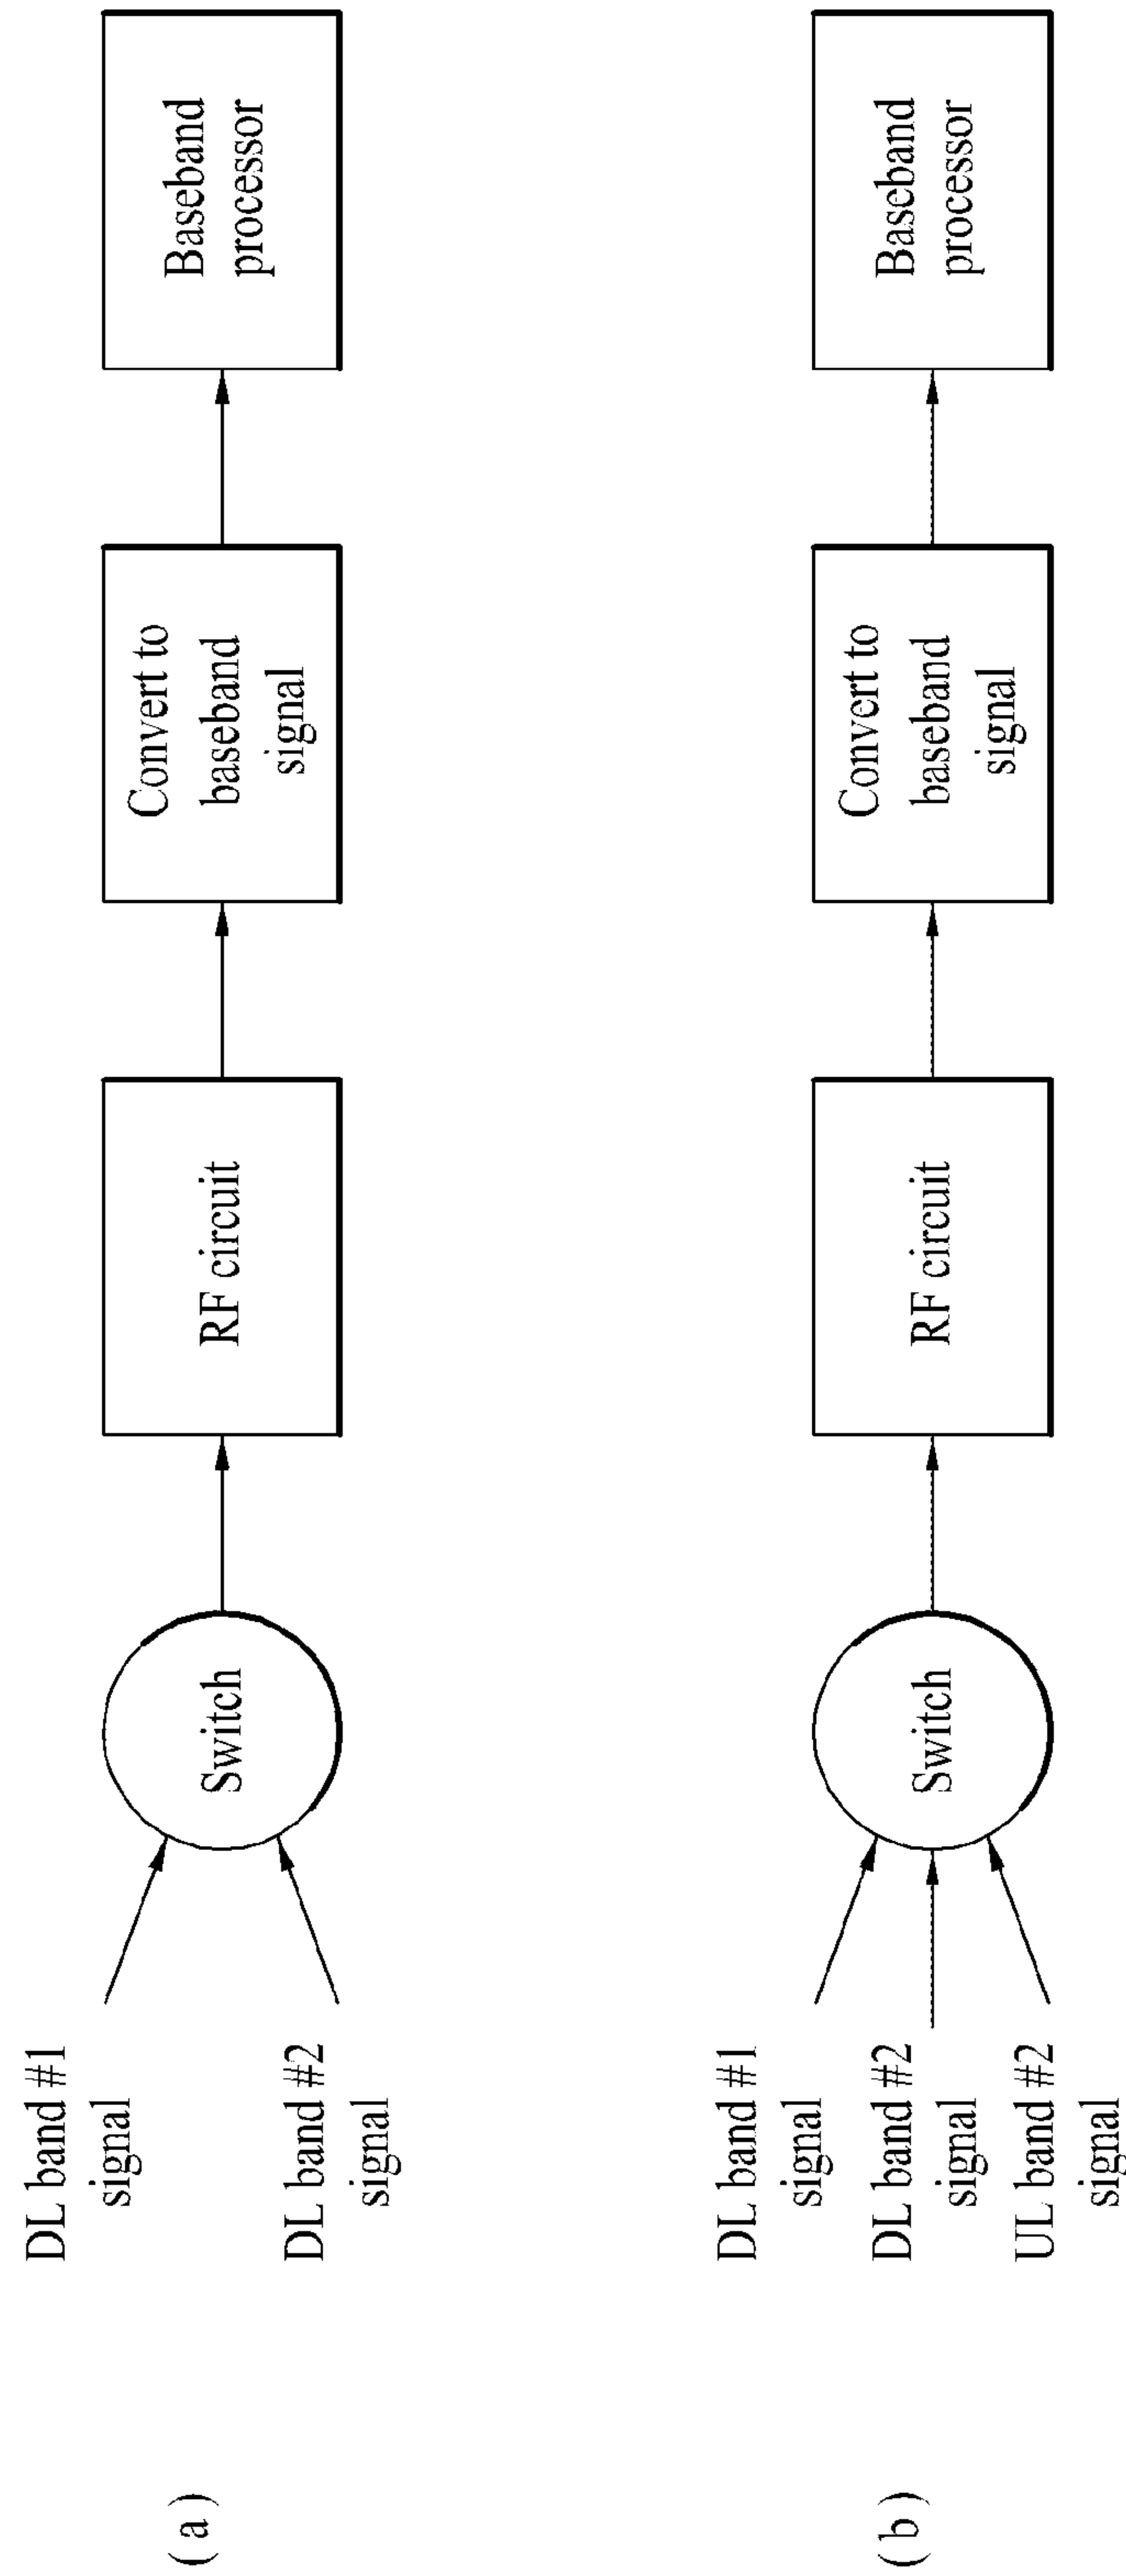 ( a )
DL band #1
signal
DL band #2
signal
Switch
RF circuit
Convert to
baseband
signal
Baseband
processor
( b )
DL band #1
signal
DL band #2
signal
UL band #2
signal
Switch
RF circuit
Convert to
baseband
signal
Baseband
processor